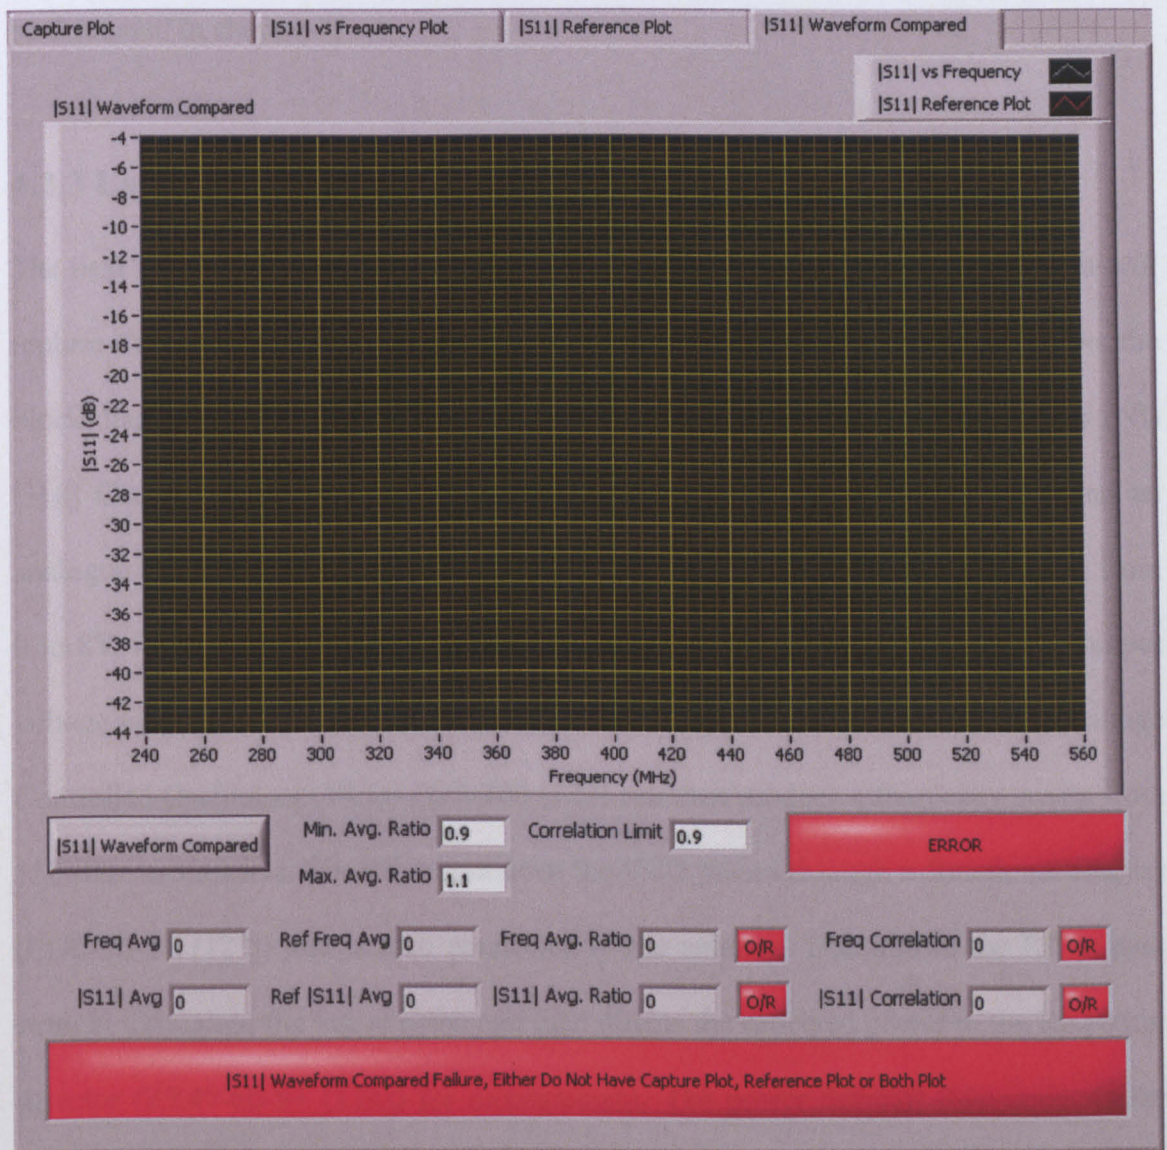 Capture Plot
|S11| vs Frequency Plot
|S11| Reference Plot
|S11| Waveform Compared
|S11| vs Frequency
|S11| Reference Plot
|S11| Waveform Compared
-4
-6
-8
-10
-12
-14
-16
-18
-20
-22
-24
-26
-28
-30
-32
-34
-36
-38
-40
-42
-44
|S11| (dB)
240 260 280 300 320 340 360 380 400 420 440 460 480 500 520 540 560
Frequency (MHz)
|S11| Waveform Compared
Min. Avg. Ratio 0.9
Correlation Limit 0.9
ERROR
Max. Avg. Ratio 1.1
Freq Avg 0
Ref Freq Avg 0
Freq Avg. Ratio 0
O/R
Freq Correlation 0
O/R
|S11| Avg 0
Ref |S11| Avg 0
|S11| Avg. Ratio 0
O/R
|S11| Correlation 0
O/R
|S11| Waveform Compared Failure, Either Do Not Have Capture Plot, Reference Plot or Both Plot